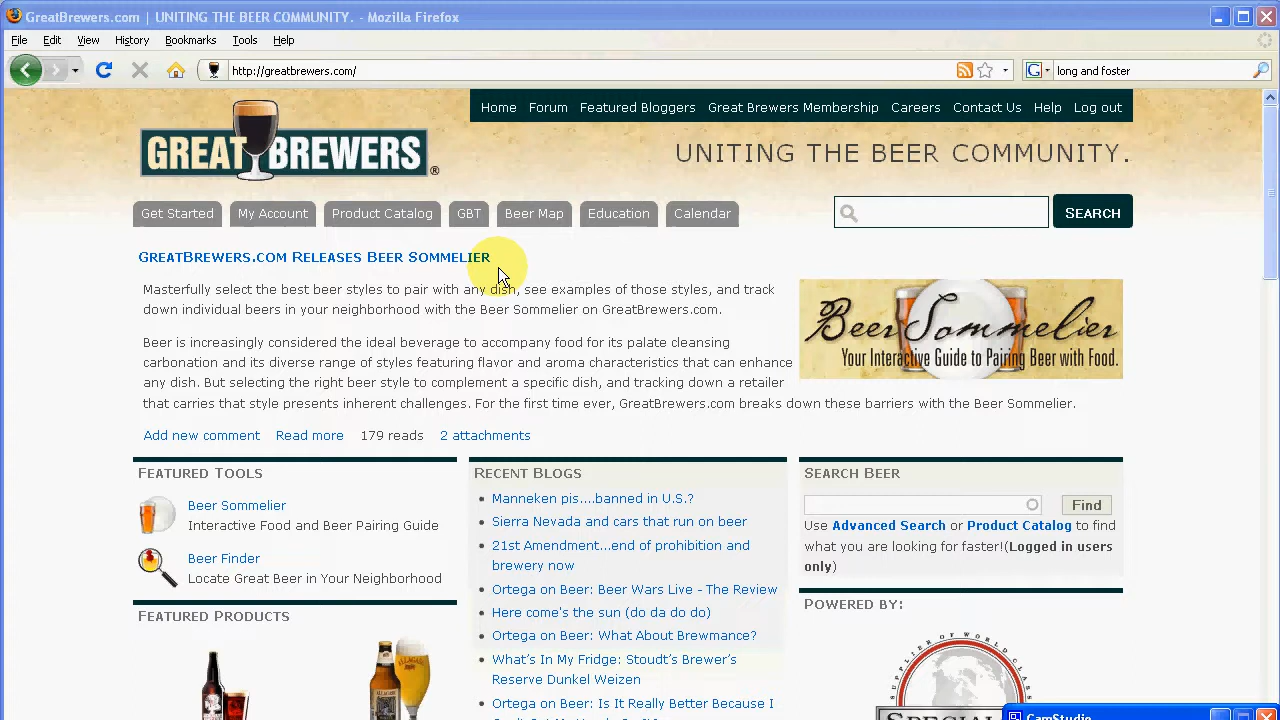 GreatBrewers.com | UNITING THE BEER COMMUNITY. - Mozilla Firefox
File Edit View History Bookmarks Tools Help
http://greatbrewers.com/
long and foster
Home Forum Featured Bloggers Great Brewers Membership Careers Contact Us Help Log out
GREAT BREWERS®
UNITING THE BEER COMMUNITY.
Get Started My Account Product Catalog GBT Beer Map Education Calendar
SEARCH
GREATBREWERS.COM RELEASES BEER SOMMELIER
Masterfully select the best beer styles to pair with any dish, see examples of those styles, and track
down individual beers in your neighborhood with the Beer Sommelier on GreatBrewers.com.
Beer is increasingly considered the ideal beverage to accompany food for its palate cleansing
carbonation and its diverse range of styles featuring flavor and aroma characteristics that can enhance
any dish. But selecting the right beer style to complement a specific dish, and tracking down a retailer
that carries that style presents inherent challenges. For the first time ever, GreatBrewers.com breaks down these barriers with the Beer Sommelier.
Beer Sommelier
Your Interactive Guide to Pairing Beer with Food.
Add new comment Read more 179 reads 2 attachments
FEATURED TOOLS
Beer Sommelier
Interactive Food and Beer Pairing Guide
Beer Finder
Locate Great Beer in Your Neighborhood
FEATURED PRODUCTS
RECENT BLOGS
Manneken pis....banned in U.S.?
Sierra Nevada and cars that run on beer
21st Amendment...end of prohibition and
brewery now
Ortega on Beer: Beer Wars Live - The Review
Here come's the sun (do da do do)
Ortega on Beer: What About Brewmance?
What's In My Fridge: Stoudt's Brewer's
Reserve Dunkel Weizen
Ortega on Beer: Is It Really Better Because I
SEARCH BEER
Find
Use Advanced Search or Product Catalog to find
what you are looking for faster!(Logged in users
only)
POWERED BY:
SUPPLIER OF WORLD CLASS
SPECIAL
CamStudio